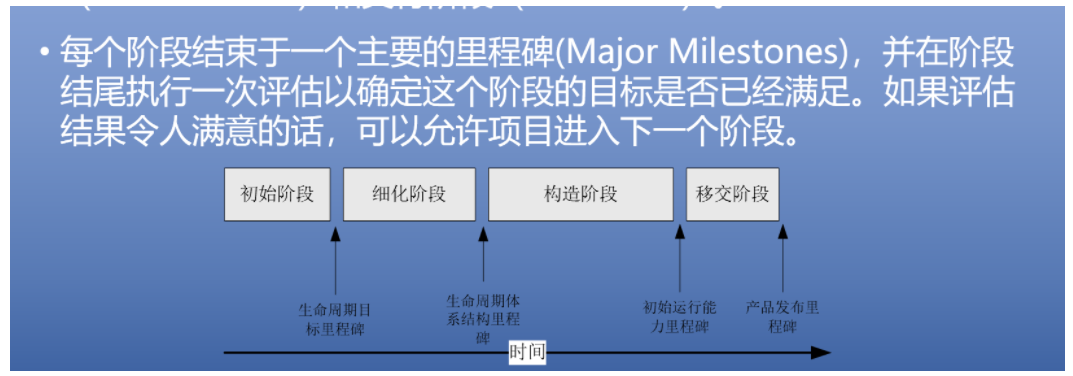 • 每个阶段结束于一个主要的里程碑(Major Milestones)，并在阶段
结尾执行一次评估以确定这个阶段的目标是否已经满足。如果评估
结果令人满意的话，可以允许项目进入下一个阶段。
初始阶段
细化阶段
构造阶段
移交阶段
生命周期目
标里程碑
生命周期体
系结构里程
碑
初始运行能
力里程碑
产品发布里
程碑
时间